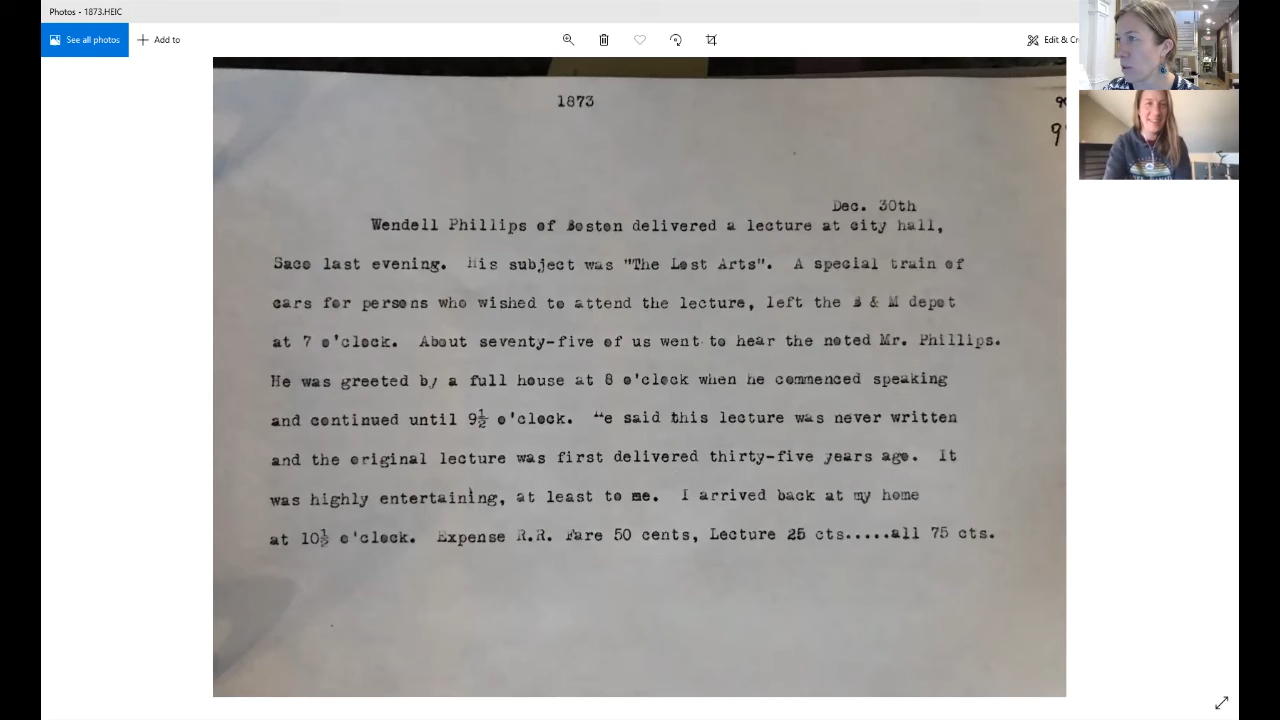 Photos - 1873.HEIC
See all photos
Add to
Edit & Cr
1873
9
Dec. 30th
Wendell Phillips of Boston delivered a lecture at city hall,
Saco last evening. His subject was "The Lost Arts". A special train of
cars for persons who wished to attend the lecture, left the B & M depot
at 7 o'clock. About seventy-five of us went to hear the noted Mr. Phillips.
He was greeted by a full house at 8 o'clock when he commenced speaking
and continued until 9½ o'clock. He said this lecture was never written
and the original lecture was first delivered thirty-five years ago. It
was highly entertaining, at least to me. I arrived back at my home
at 10½ o'clock. Expense R.R. Fare 50 cents, Lecture 25 cts.....all 75 cts.